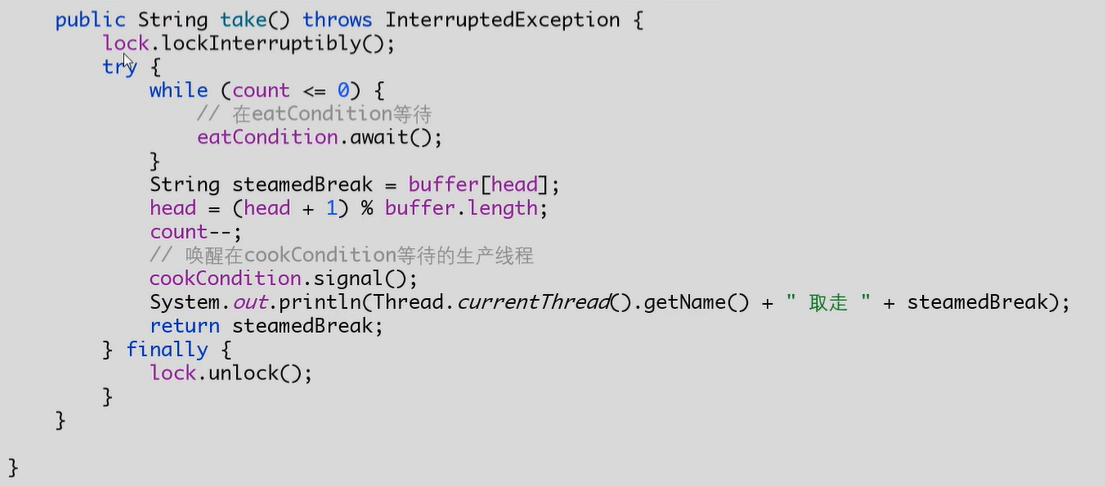 public String take() throws InterruptedException {
lock.lockInterruptibly();
try {
while (count <= 0) {
// 在eatCondition等待
eatCondition.await();
}
String steamedBreak = buffer[head];
head = (head + 1) % buffer.length;
count--;
// 唤醒在cookCondition等待的生产线程
cookCondition.signal();
System.out.println(Thread.currentThread().getName() + " 取走 " + steamedBreak);
return steamedBreak;
} finally {
lock.unlock();
}
}
}